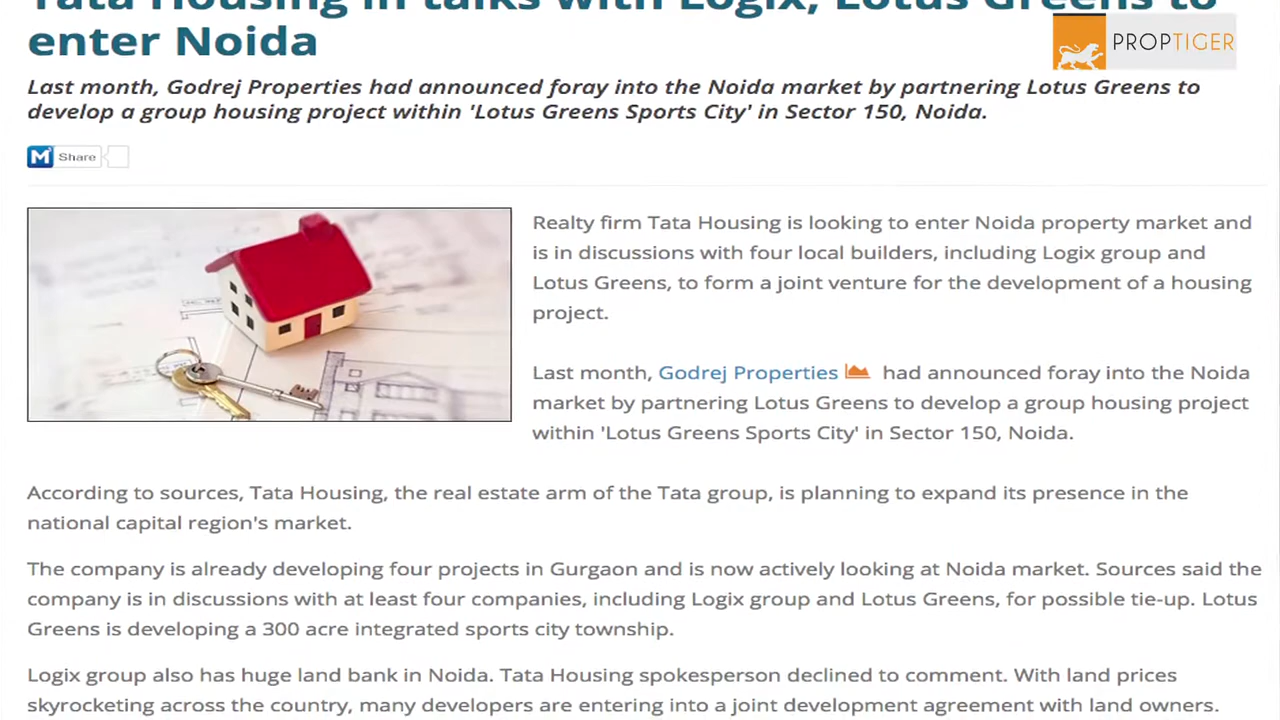 Tata Housing in talks with Logix, Lotus Greens to
enter Noida
PROPTIGER
Last month, Godrej Properties had announced foray into the Noida market by partnering Lotus Greens to
develop a group housing project within 'Lotus Greens Sports City' in Sector 150, Noida.
M Share
Realty firm Tata Housing is looking to enter Noida property market and
is in discussions with four local builders, including Logix group and
Lotus Greens, to form a joint venture for the development of a housing
project.
Last month, Godrej Properties had announced foray into the Noida
market by partnering Lotus Greens to develop a group housing project
within 'Lotus Greens Sports City' in Sector 150, Noida.
According to sources, Tata Housing, the real estate arm of the Tata group, is planning to expand its presence in the
national capital region's market.
The company is already developing four projects in Gurgaon and is now actively looking at Noida market. Sources said the
company is in discussions with at least four companies, including Logix group and Lotus Greens, for possible tie-up. Lotus
Greens is developing a 300 acre integrated sports city township.
Logix group also has huge land bank in Noida. Tata Housing spokesperson declined to comment. With land prices
skyrocketing across the country, many developers are entering into a joint development agreement with land owners.